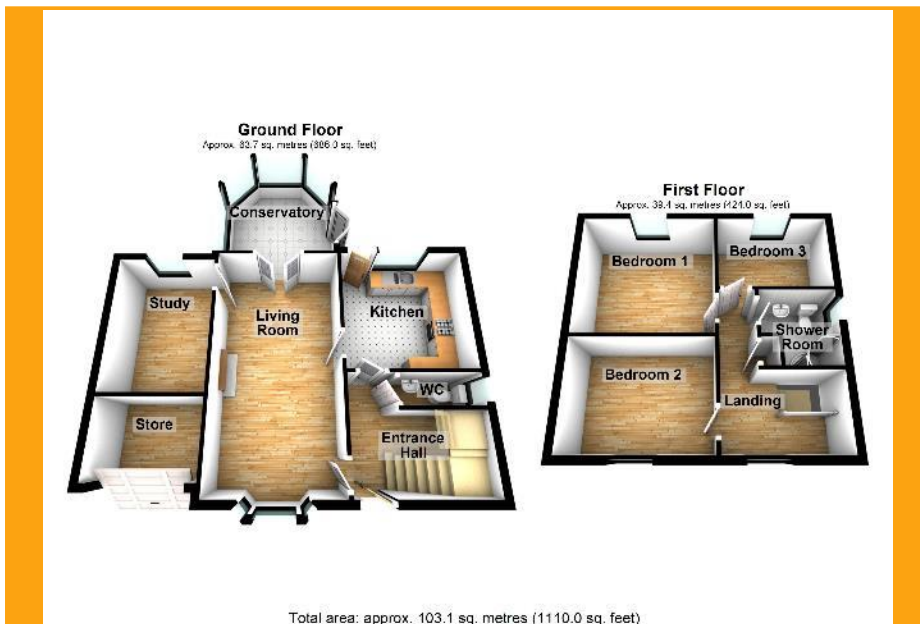 Ground Floor
Approx. 63.7 sq. metres (686.0 sq. feet)
Conservatory
Study
Living
Room
Kitchen
WC
Store
Entrance
Hall
First Floor
Approx. 39.4 sq. metres (424.0 sq. feet)
Bedroom 1
Bedroom 3
Shower
Room
Bedroom 2
Landing
Total area: approx. 103.1 sq. metres (1110.0 sq. feet)